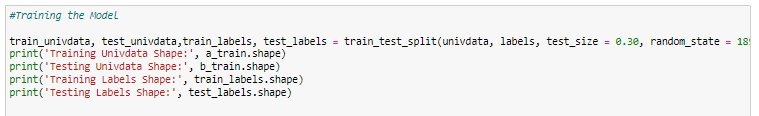 #Training the Model
train_univdata, test_univdata,train_labels, test_labels = train_test_split(univdata, labels, test_size = 0.30, random_state = 18
print('Training Univdata Shape:', a_train.shape)
print('Testing Univdata Shape:', b_train.shape)
print('Training Labels Shape:', train_labels.shape)
print('Testing Labels Shape:', test_labels.shape)